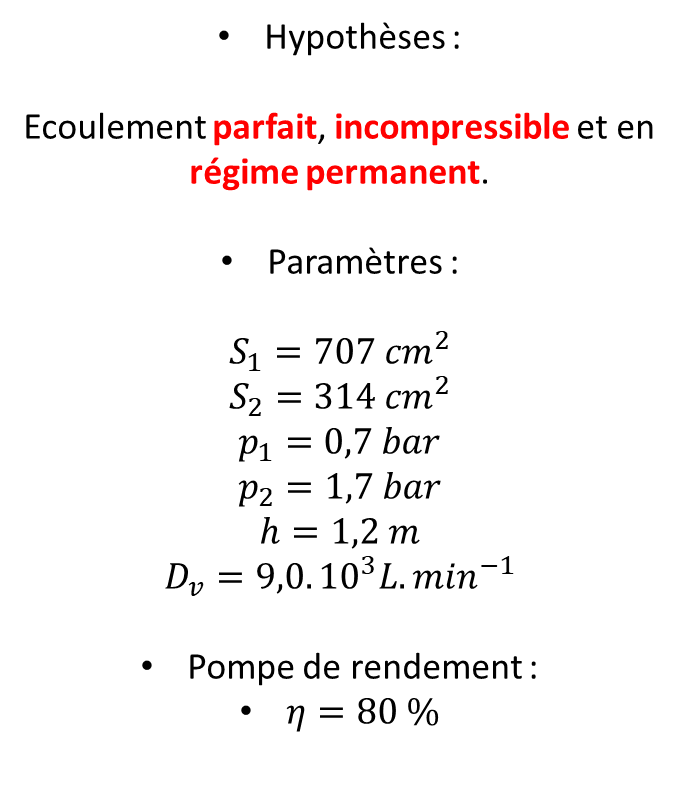 • Hypothèses :
Ecoulement parfait, incompressible et en
régime permanent.
• Paramètres :
S₁ = 707 cm²
S₂ = 314 cm²
p₁ = 0,7 bar
p₂ = 1,7 bar
h = 1,2 m
Dᵥ = 9,0.10³L.min⁻¹
• Pompe de rendement :
• η = 80 %